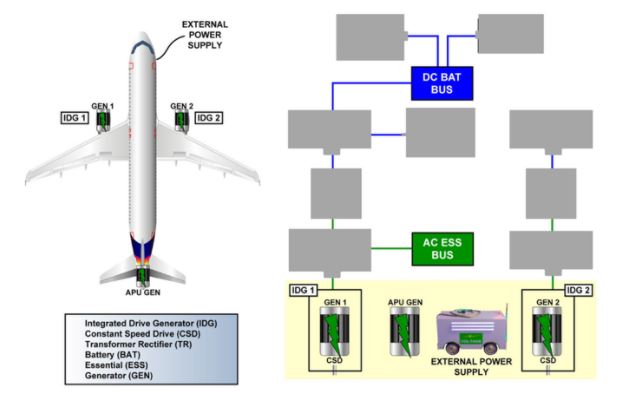 EXTERNAL
POWER
SUPPLY
GEN 1
IDG 1
GEN 2
IDG 2
APU GEN
Integrated Drive Generator (IDG)
Constant Speed Drive (CSD)
Transformer Rectifier (TR)
Battery (BAT)
Essential (ESS)
Generator (GEN)
DC BAT
BUS
AC ESS
BUS
IDG 1
GEN 1
CSD
APU GEN
EXTERNAL POWER
SUPPLY
IDG 2
GEN 2
CSD